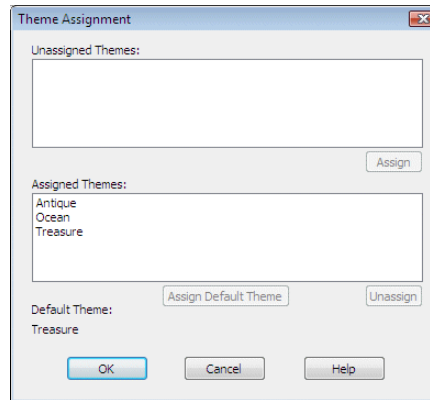 Theme Assignment
Unassigned Themes:
Assign
Assigned Themes:
Antique
Ocean
Treasure
Assign Default Theme
Unassign
Default Theme:
Treasure
OK
Cancel
Help